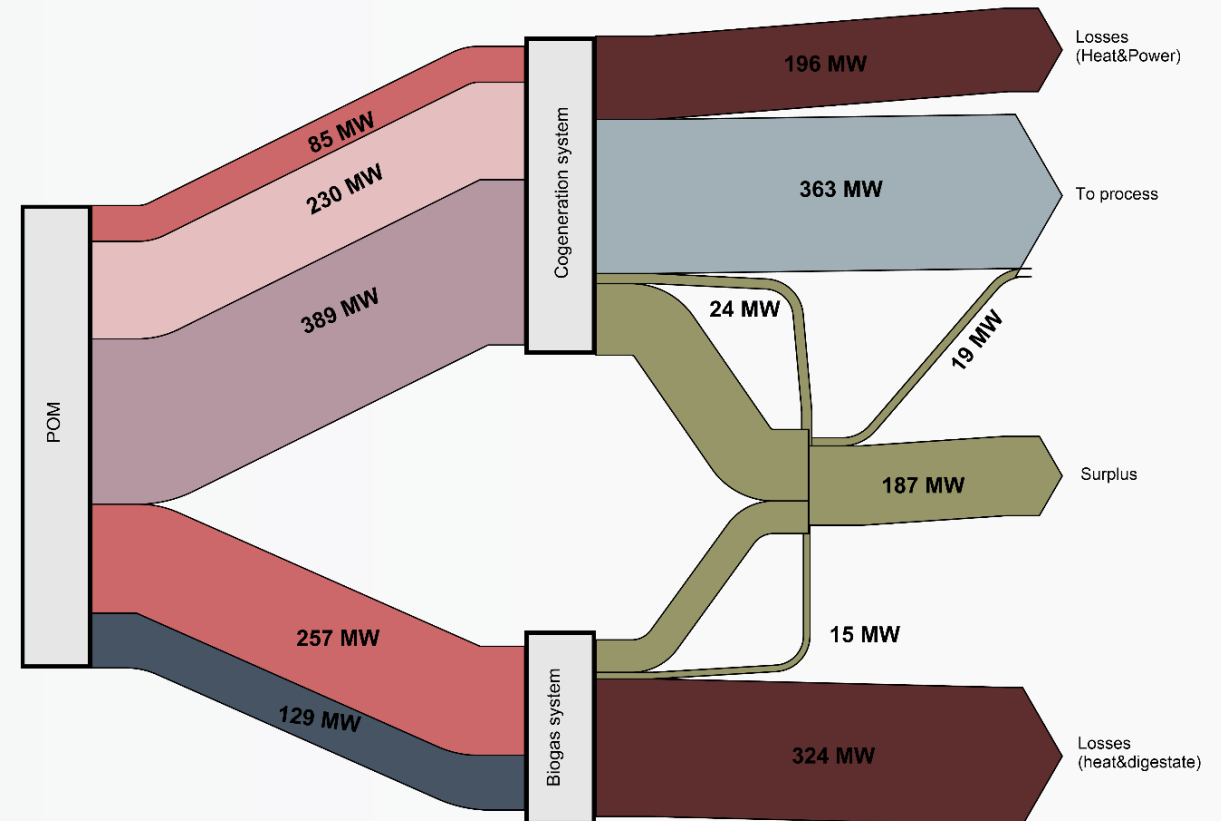 Losses
(Heat&Power)
196 MW
85 MW
230 MW
Cogeneration system
363 MW
To process
389 MW
24 MW
19 MW
POM
187 MW
Surplus
257 MW
15 MW
129 MW
Biogas system
324 MW
Losses
(heat&digestate)